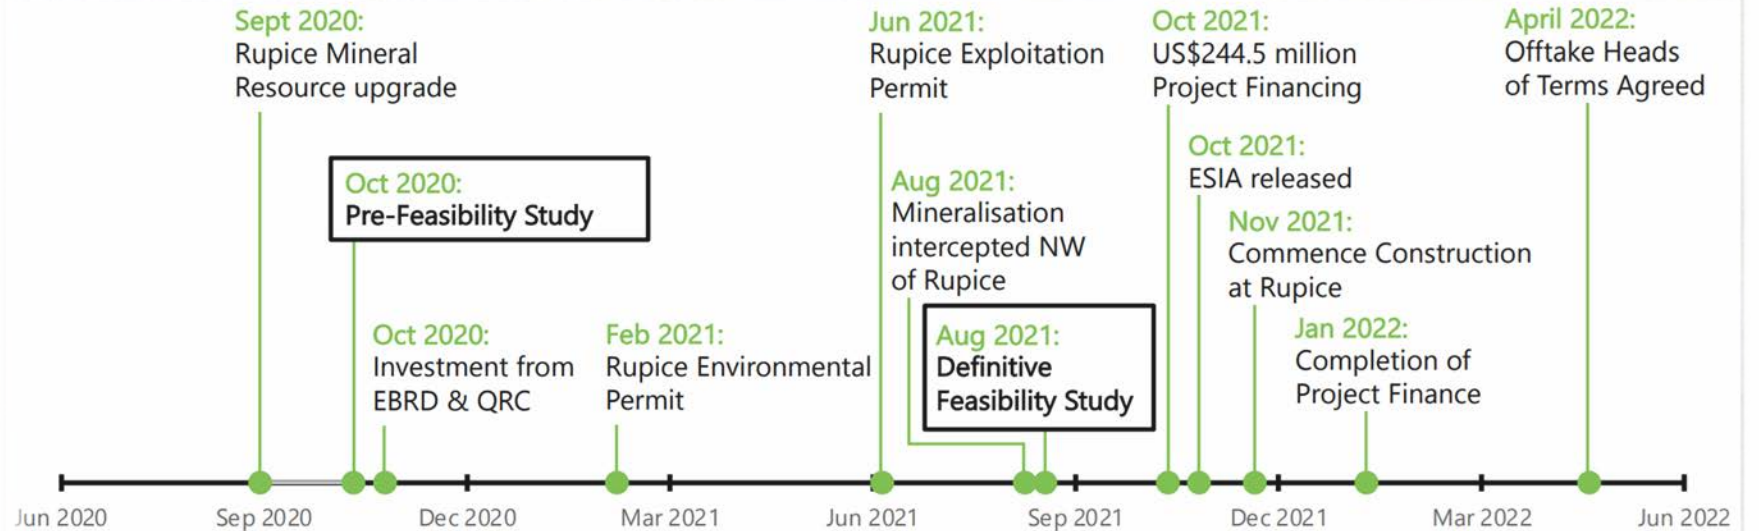 Sept 2020:
Rupice Mineral
Resource upgrade
Oct 2020:
Pre-Feasibility Study
Oct 2020:
Investment from
EBRD & QRC
Feb 2021:
Rupice Environmental
Permit
Jun 2021:
Rupice Exploitation
Permit
Aug 2021:
Mineralisation
intercepted NW
of Rupice
Aug 2021:
Definitive
Feasibility Study
Oct 2021:
US$244.5 million
Project Financing
Oct 2021:
ESIA released
Nov 2021:
Commence Construction
at Rupice
Jan 2022:
Completion of
Project Finance
April 2022:
Offtake Heads
of Terms Agreed
Jun 2020
Sep 2020
Dec 2020
Mar 2021
Jun 2021
Sep 2021
Dec 2021
Mar 2022
Jun 2022